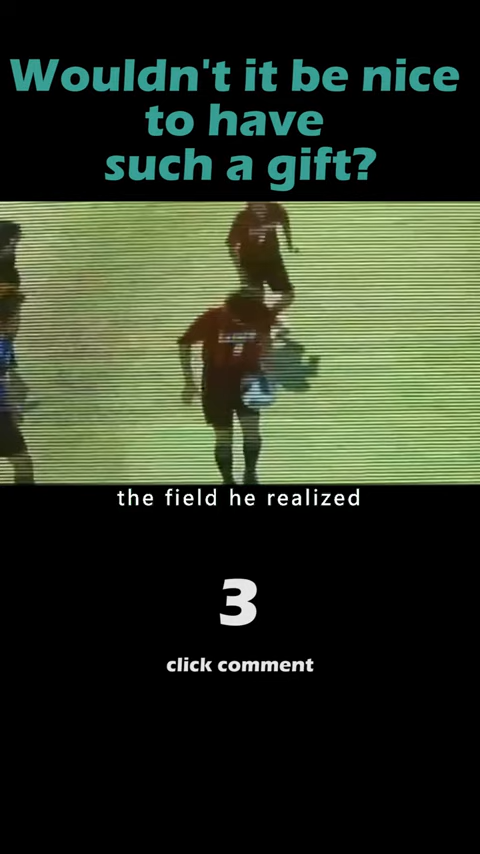 Wouldn't it be nice
to have
such a gift?
the field he realized
3
click comment